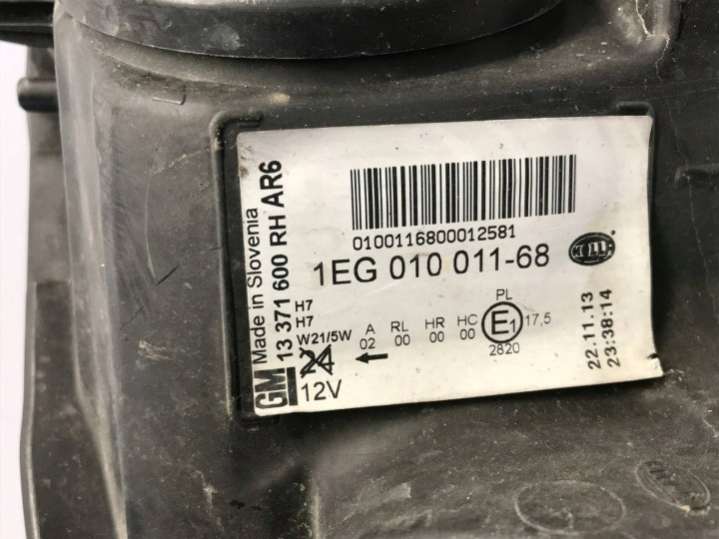 0100116800012581
1EG 010 011-68
HELLA
GM
Made in Slovenia
13 371 600 RH AR6
H7
H7
W21/5W
24
12V
A
02
RL
00
HR
00
HC
00
PL
E1
17,5
2820
22.11.13
23:38:14